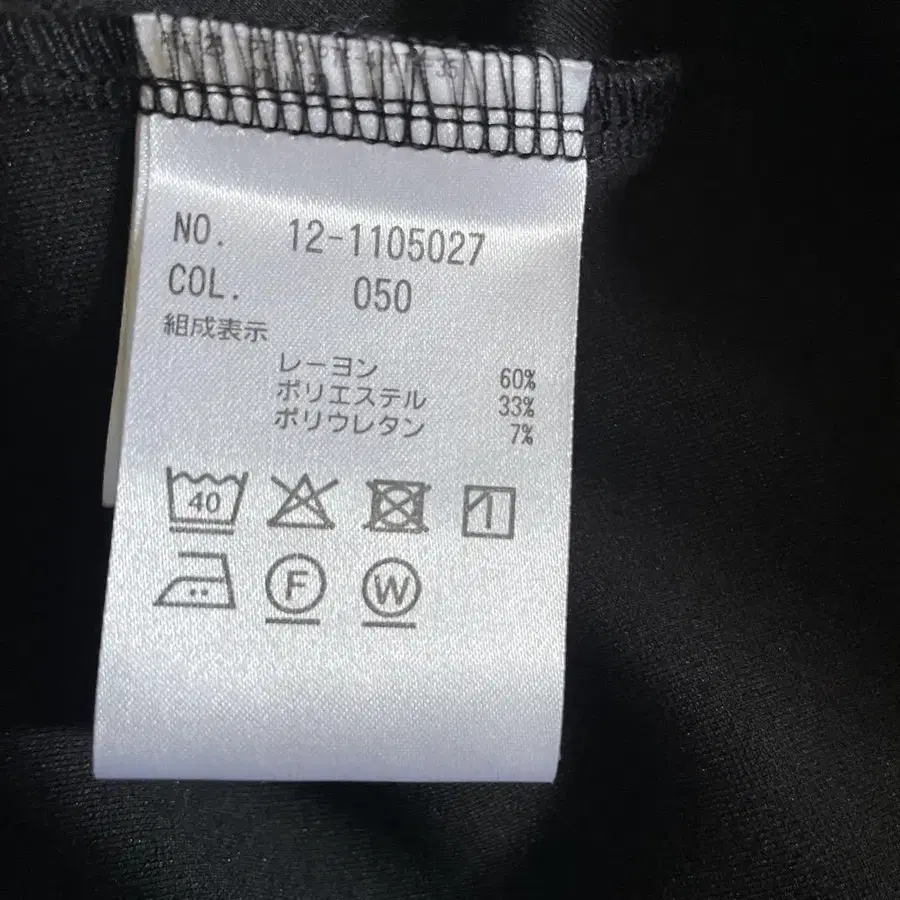 NO. 12-1105027
COL. 050
組成表示
レーヨン 60%
ポリエステル 33%
ポリウレタン 7%
40
F W